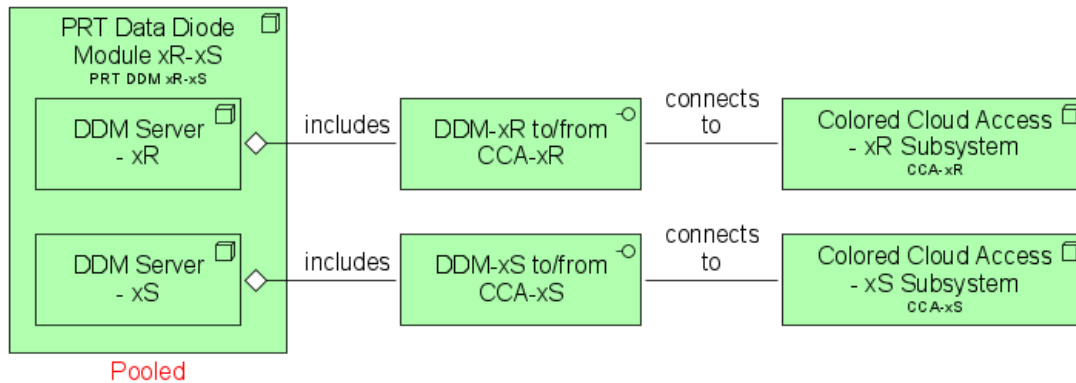 PRT Data Diode
Module xR-xS
PRT DDM xR-xS
DDM Server
- xR
includes
DDM-xR to/from
CCA-xR
connects
to
Colored Cloud Access
- xR Subsystem
CCA-xR
DDM Server
- xS
includes
DDM-xS to/from
CCA-xS
connects
to
Colored Cloud Access
- xS Subsystem
CCA-xS
Pooled